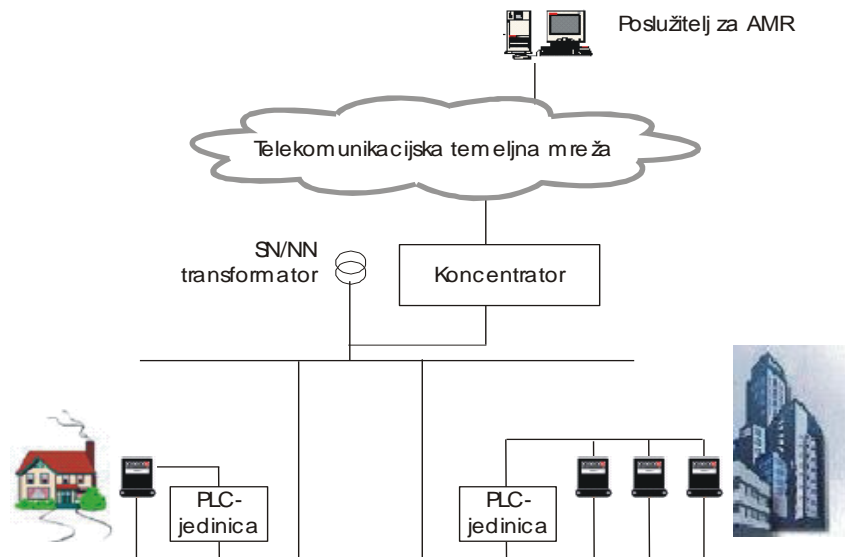 Poslužitelj za AMR
Telekomunikacijska temeljna mreža
SN/NN
transformator
Koncentrator
PLC-
jedinica
PLC-
jedinica